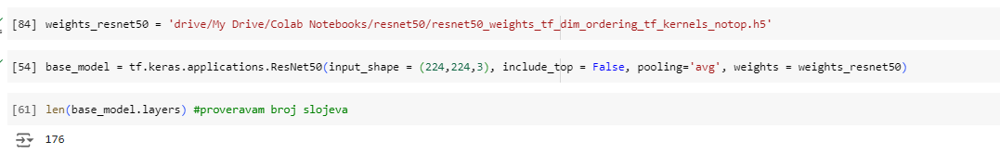 [84] weights_resnet50 = 'drive/My Drive/Colab Notebooks/resnet50/resnet50_weights_tf_dim_ordering_tf_kernels_notop.h5'
[54] base_model = tf.keras.applications.ResNet50(input_shape = (224,224,3), include_top = False, pooling='avg', weights = weights_resnet50)
[61] len(base_model.layers) #proveravam broj slojeva
176